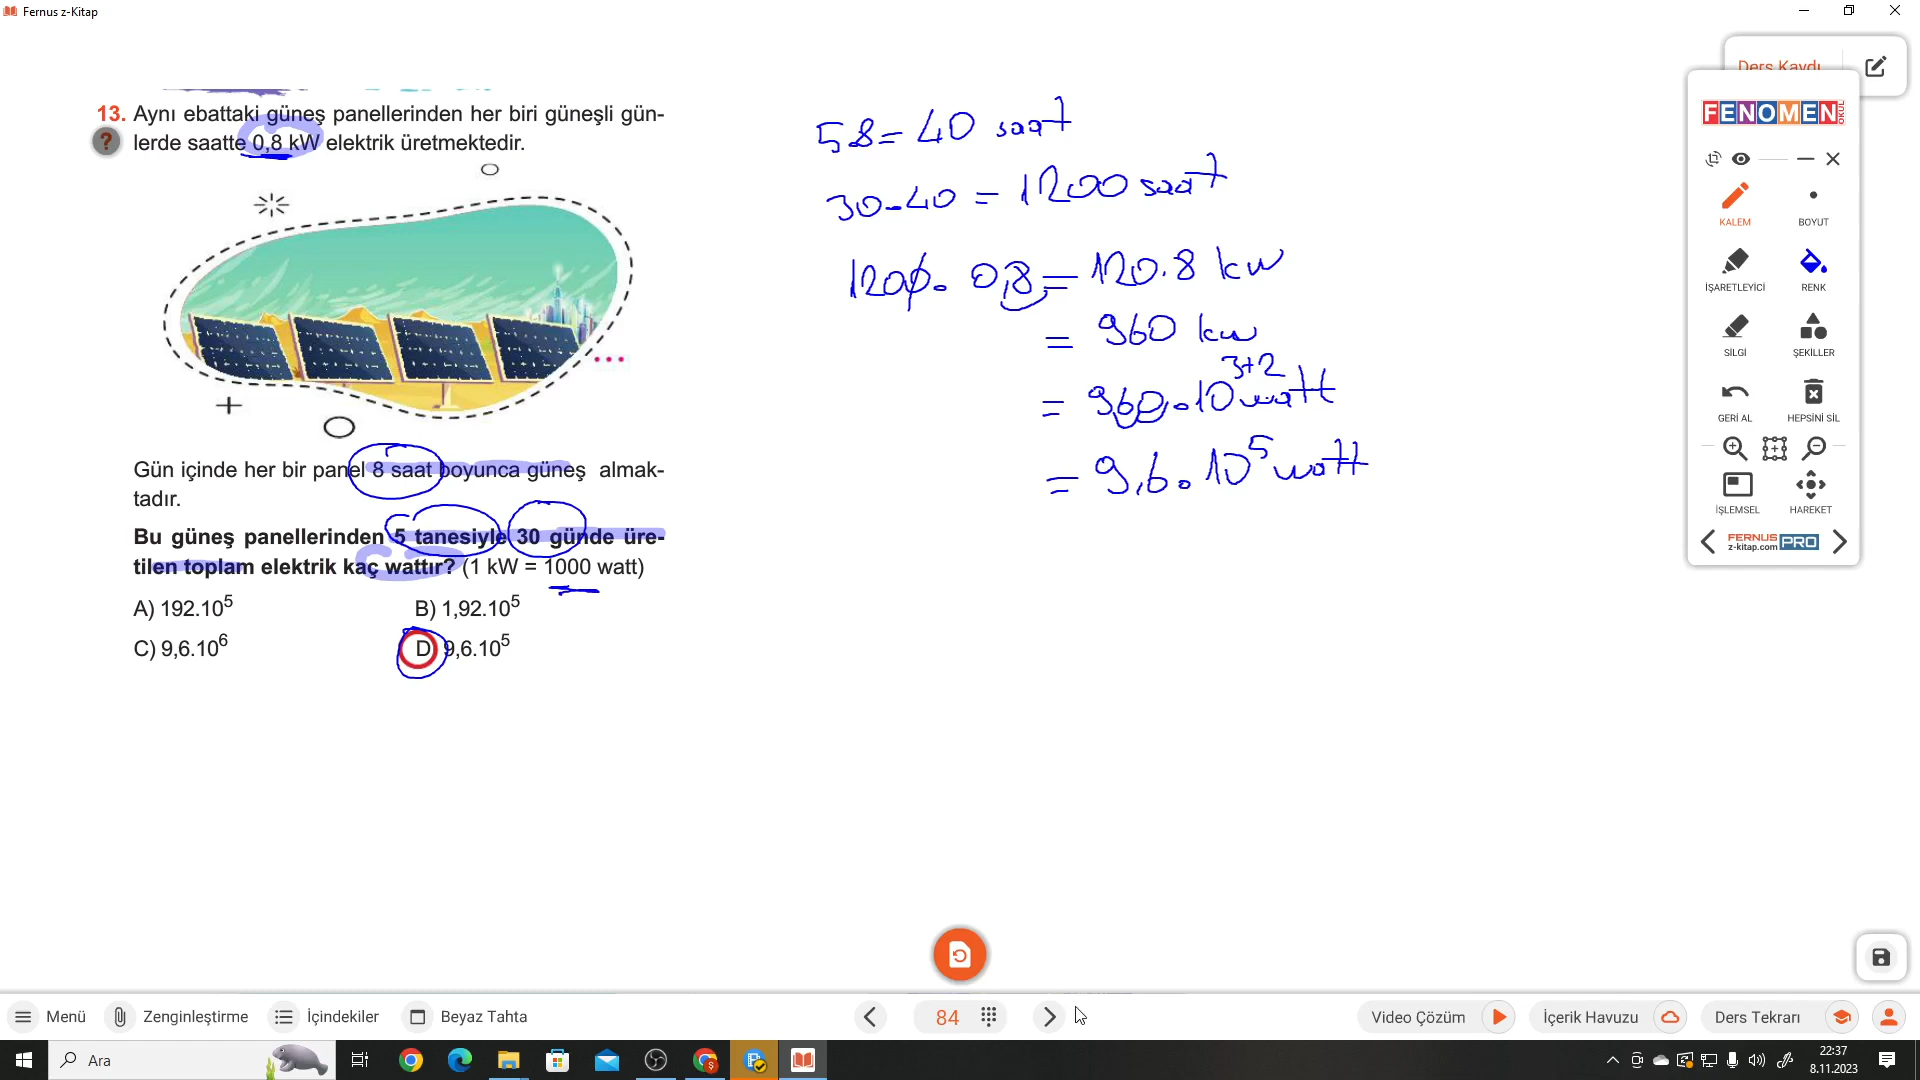 Fernus z-Kitap
Ders Kaydı
FENOMEN OKUL
13. Aynı ebattaki güneş panellerinden her biri güneşli gün-
? lerde saatte 0,8 kW elektrik üretmektedir.
Gün içinde her bir panel 8 saat boyunca güneş almak-
tadır.
Bu güneş panellerinden 5 tanesiyle 30 günde üre-
tilen toplam elektrik kaç wattır? (1 kW = 1000 watt)
A) 192.10⁵ B) 1,92.10⁵
C) 9,6.10⁶ D) 9,6.10⁵
5.8 = 40 saat
30.40 = 1200 saat
1200. 0,8 = 120.8 kw
= 960 kw
= 960.10³⁺² watt
= 9,6.10⁵ watt
KALEM BOYUT
İŞARETLEYİCİ RENK
SİLGİ ŞEKİLLER
GERİ AL HEPSİNİ SİL
İŞLEMSEL HAREKET
FERNUS
z-kitap.com PRO
Menü Zenginleştirme İçindekiler Beyaz Tahta 84 Video Çözüm İçerik Havuzu Ders Tekrarı
Ara
22:37
8.11.2023